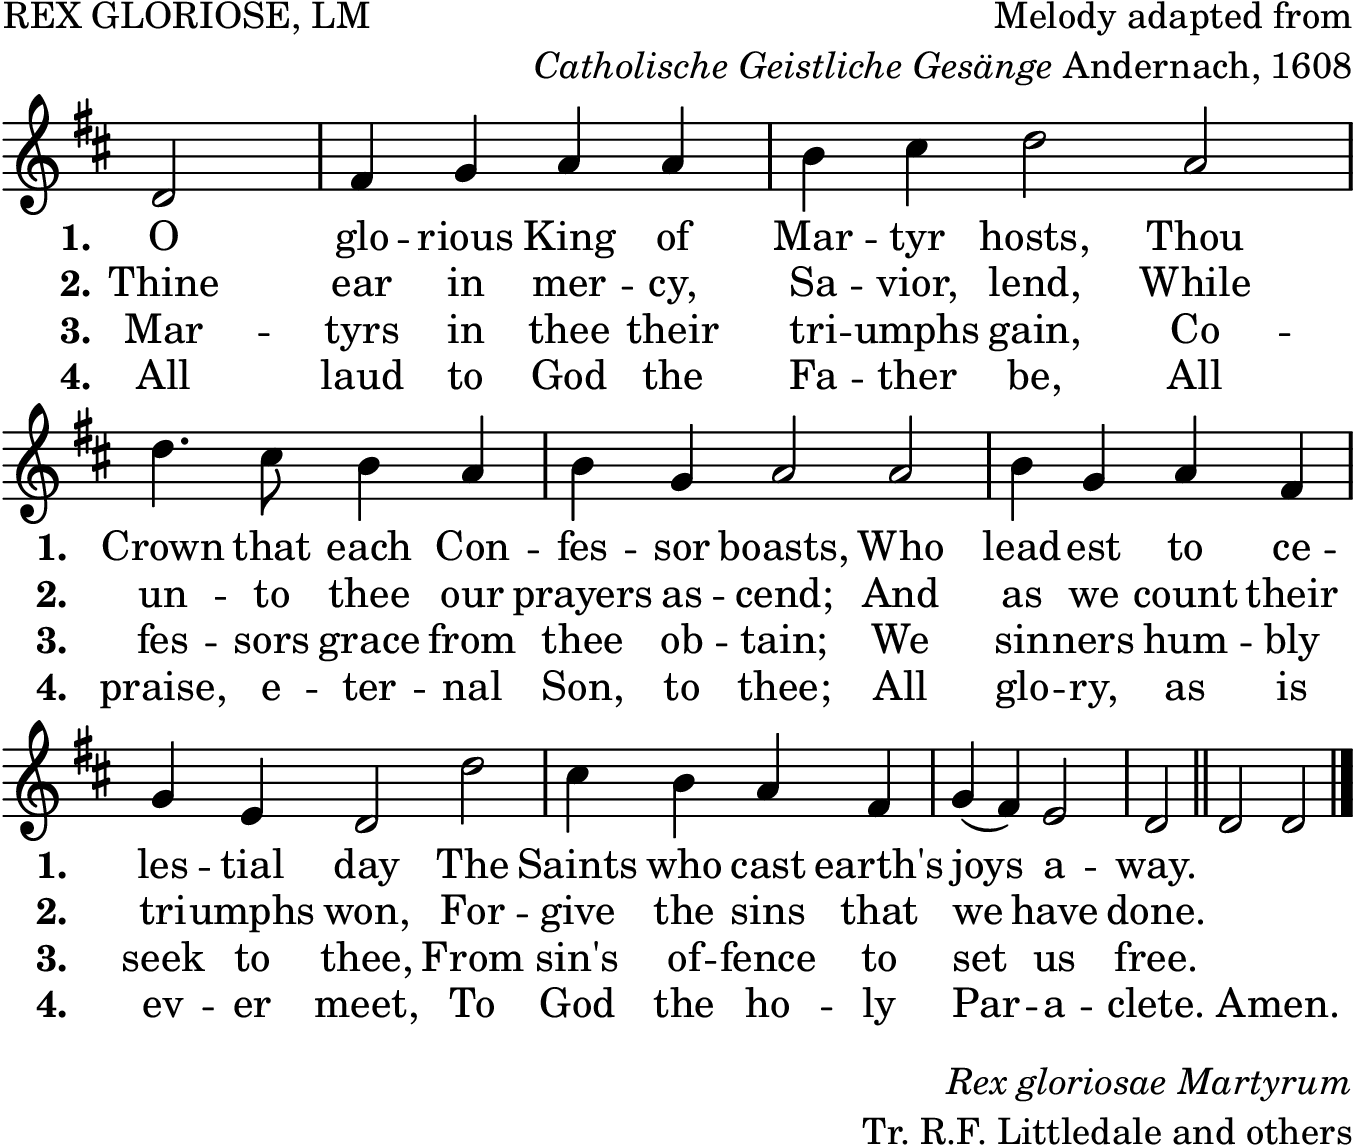 REX GLORIOSE, LM
Melody adapted from
Catholische Geistliche Gesänge Andernach, 1608
1. O glo -- rious King of Mar -- tyr hosts, Thou
2. Thine ear in mer -- cy, Sa -- vior, lend, While
3. Mar -- tyrs in thee their tri -- umphs gain, Co --
4. All laud to God the Fa -- ther be, All
1. Crown that each Con -- fes -- sor boasts, Who leadest to ce --
2. un -- to thee our prayers as -- cend; And as we count their
3. fes -- sors grace from thee ob -- tain; We sinners hum -- bly
4. praise, e -- ter -- nal Son, to thee; All glo -- ry, as is
1. les -- tial day The Saints who cast earth's joys a -- way.
2. triumphs won, For -- give the sins that we have done.
3. seek to thee, From sin's of -- fence to set us free.
4. ev -- er meet, To God the ho -- ly Par -- a -- clete. Amen.
Rex gloriosae Martyrum
Tr. R.F. Littledale and others